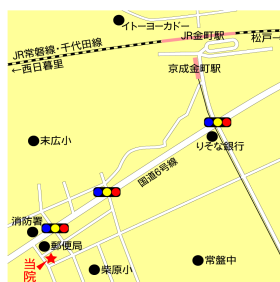 イトーヨーカドー
JR金町駅
JR常磐線・千代田線
松戸→
←西日暮里
京成金町駅
末広小
りそな銀行
国道6号線
消防署
郵便局
当院
柴原小
常盤中